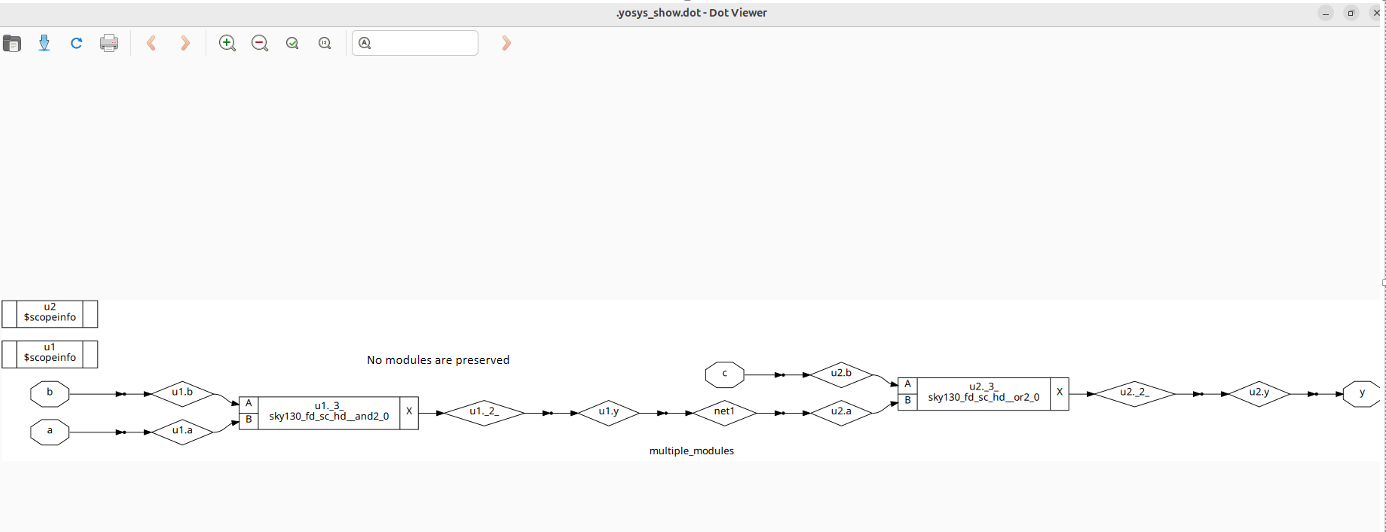 .yosys_show.dot - Dot Viewer
A
u2
$scopeinfo
u1
$scopeinfo
No modules are preserved
b
u1.b
a
u1.a
A
B
u1._3_
sky130_fd_sc_hd__and2_0
X
u1._2_
u1.y
net1
c
u2.b
u2.a
A
B
u2._3_
sky130_fd_sc_hd__or2_0
X
u2._2_
u2.y
y
multiple_modules